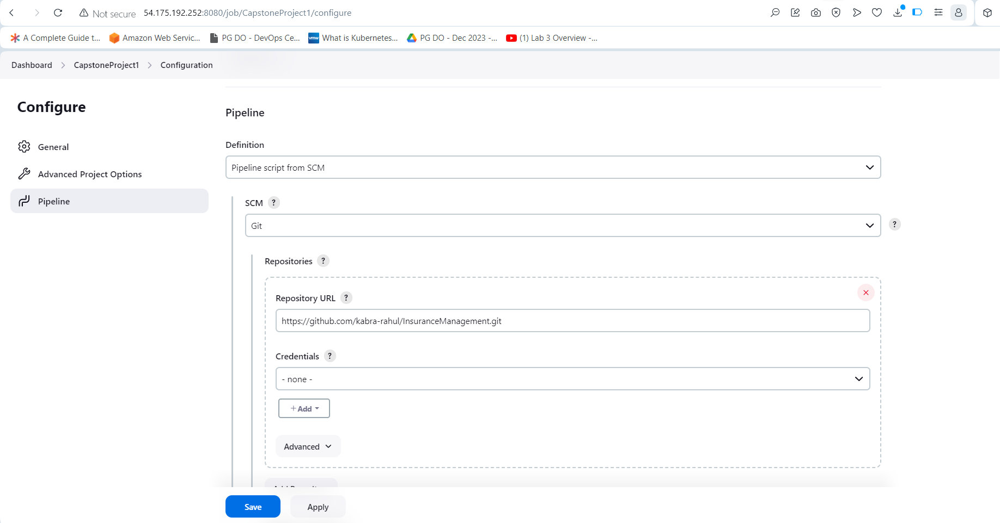 Not secure 54.175.192.252:8080/job/CapstoneProject1/configure
A Complete Guide t... Amazon Web Servic... PG DO - DevOps Ce... vmw What is Kubernetes... PG DO - Dec 2023 -... (1) Lab 3 Overview -...
Dashboard > CapstoneProject1 > Configuration
Configure
General
Advanced Project Options
Pipeline
Pipeline
Definition
Pipeline script from SCM
SCM ?
Git
?
Repositories ?
Repository URL ?
https://github.com/kabra-rahul/InsuranceManagement.git
Credentials ?
- none -
+ Add
Advanced
Save Apply